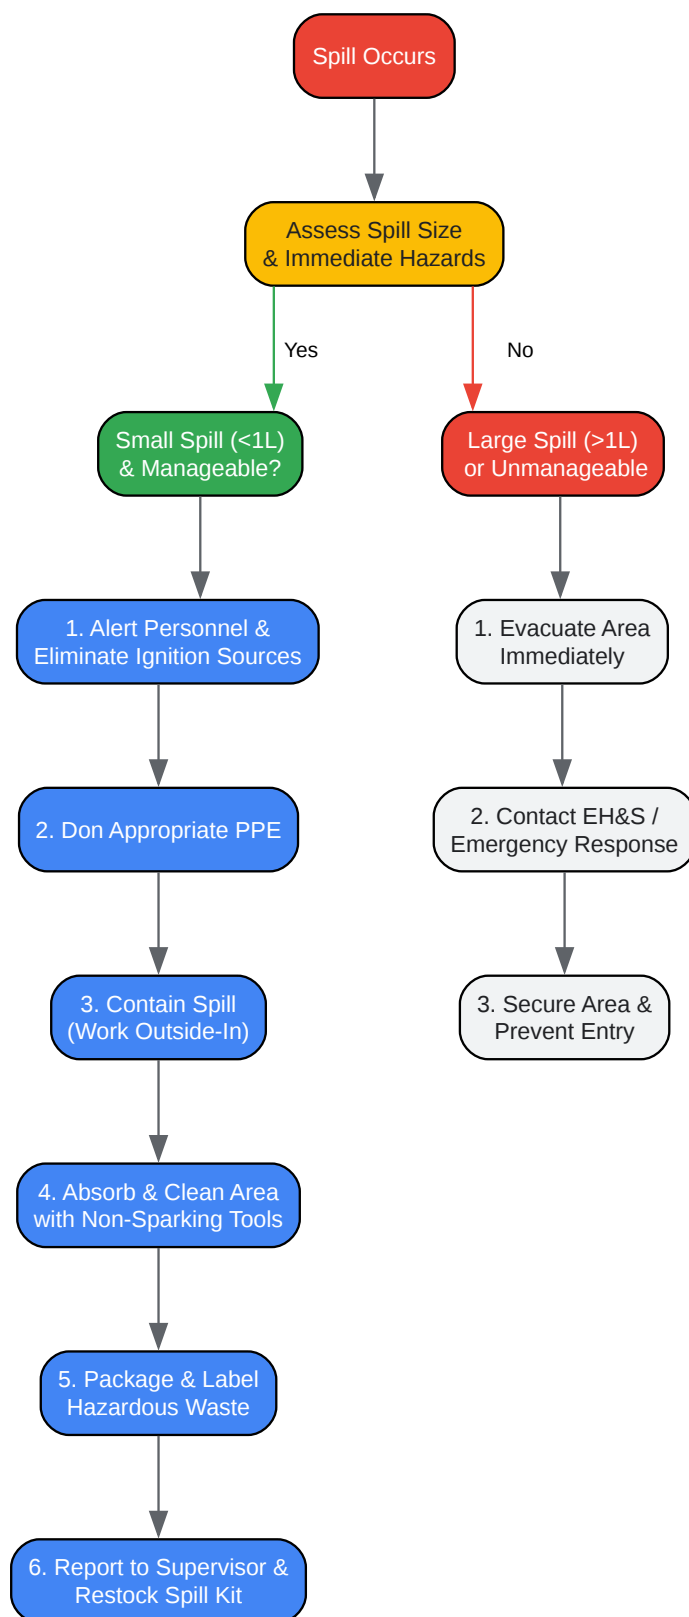 Spill Occurs
Assess Spill Size
& Immediate Hazards
Yes
No
Small Spill (<1L)
& Manageable?
Large Spill (>1L)
or Unmanageable
1. Alert Personnel &
Eliminate Ignition Sources
1. Evacuate Area
Immediately
2. Don Appropriate PPE
2. Contact EH&S /
Emergency Response
3. Contain Spill
(Work Outside-In)
3. Secure Area &
Prevent Entry
4. Absorb & Clean Area
with Non-Sparking Tools
5. Package & Label
Hazardous Waste
6. Report to Supervisor &
Restock Spill Kit